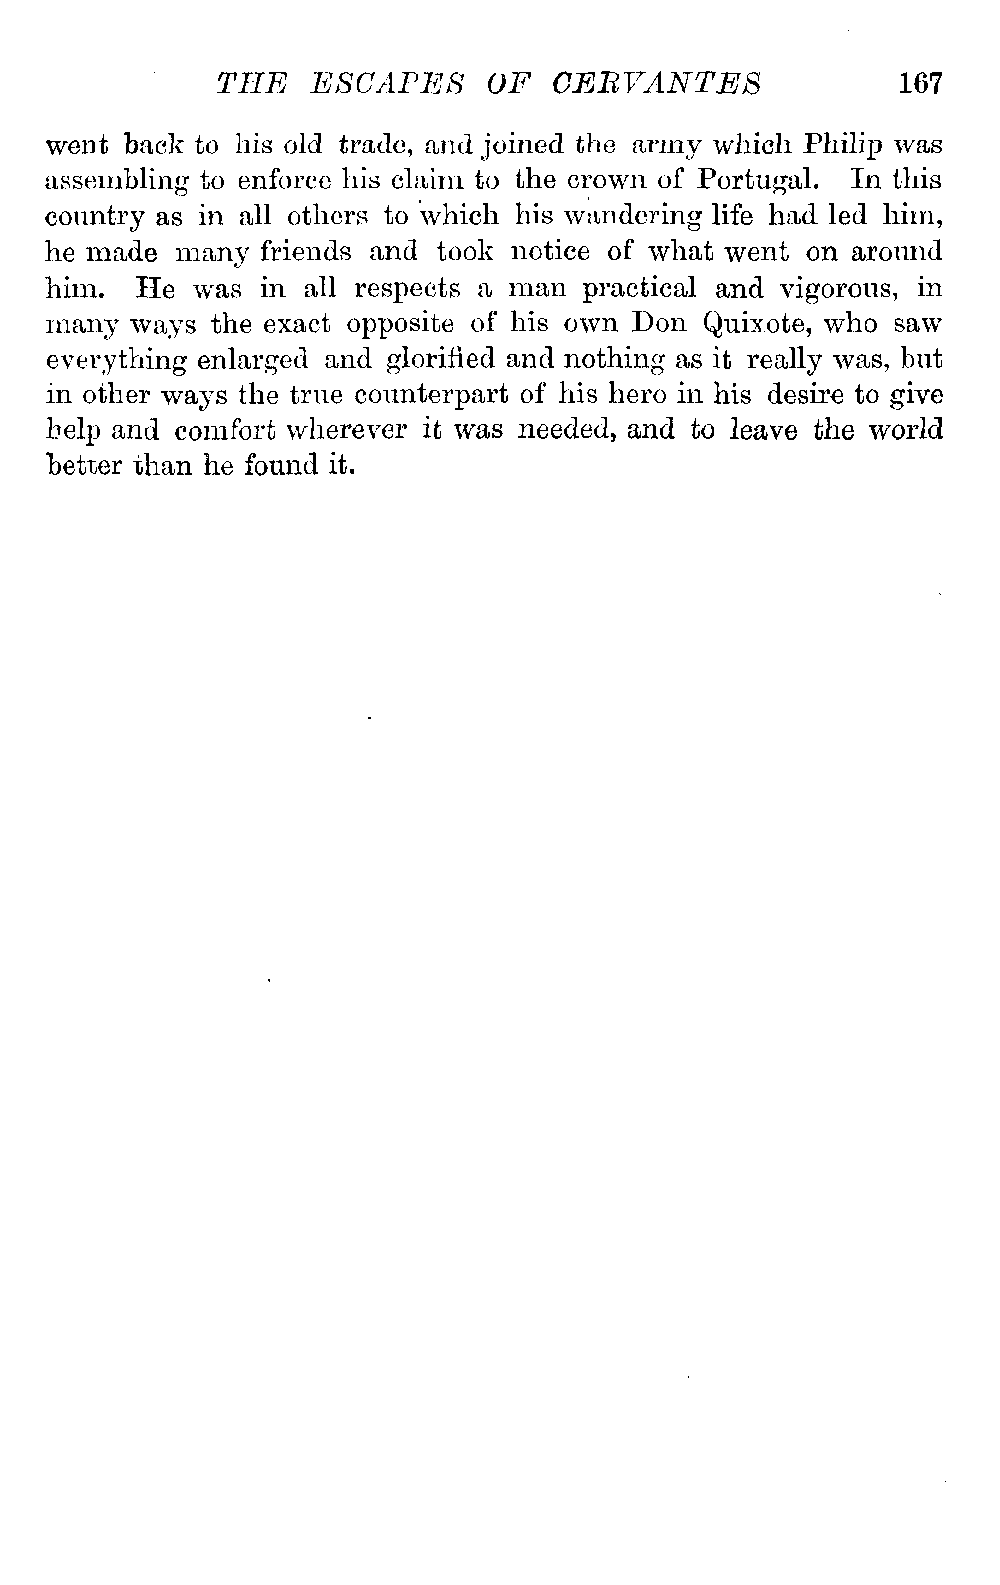 THE ESCAPES OF CERVANTES 167
went back to his old trade, and joined the army which Philip was
assembling to enforce his claim to the crown of Portugal. In this
country as in all others to which his wandering life had led him,
he made many friends and took notice of what went on around
him. He was in all respects a man practical and vigorous, in
many ways the exact opposite of his own Don Quixote, who saw
everything enlarged and glorified and nothing as it really was, but
in other ways the true counterpart of his hero in his desire to give
help and comfort wherever it was needed, and to leave the world
better than he found it.